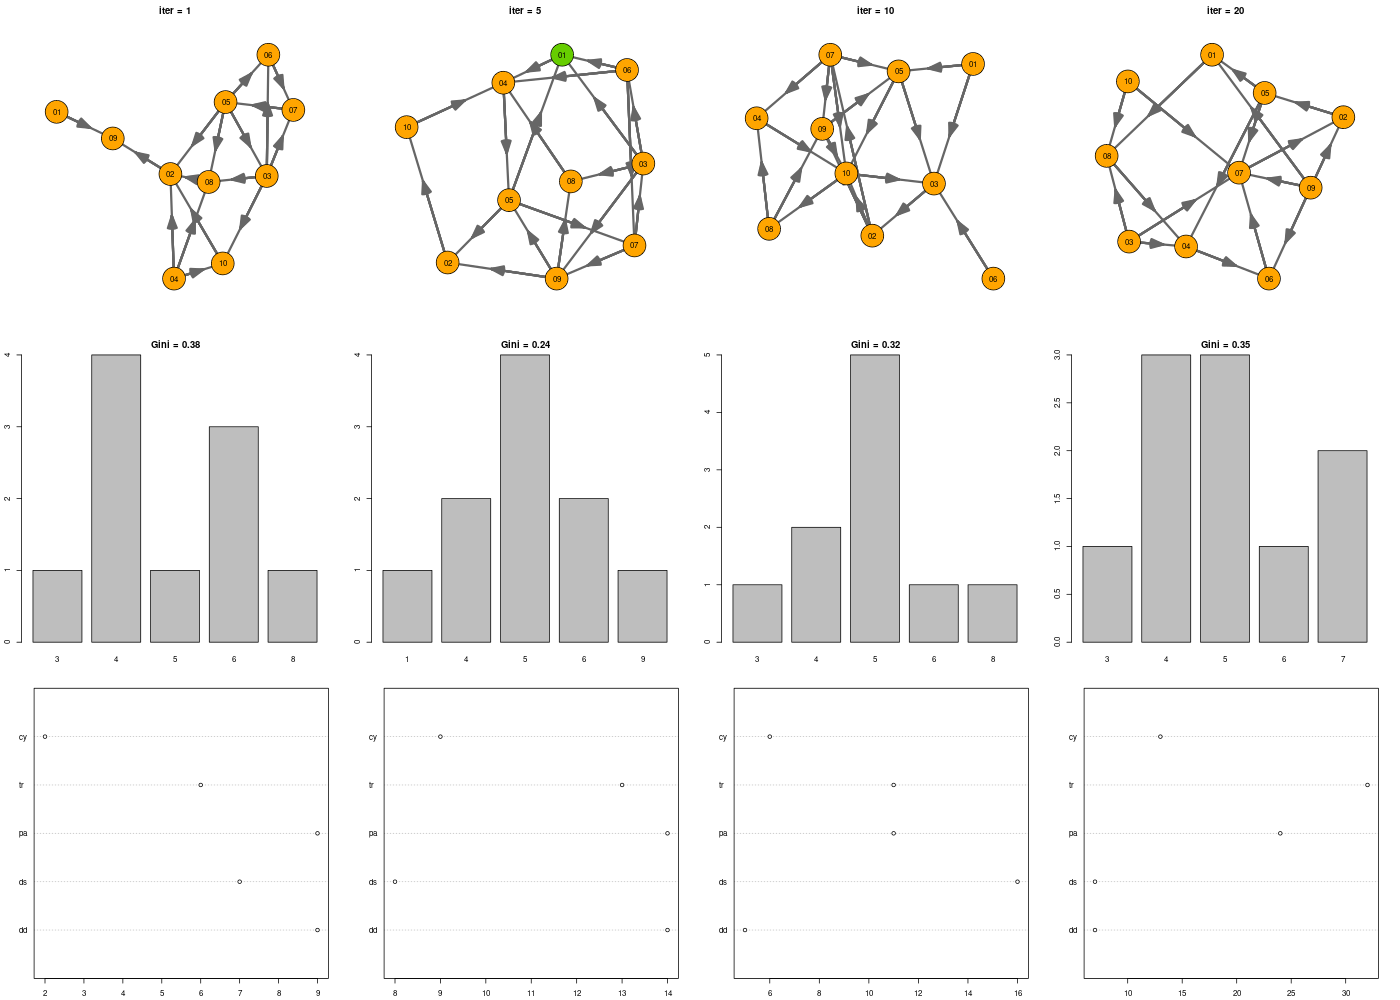 iter = 1
iter = 5
iter = 10
iter = 20
06
01
05
07
09
02
08
03
10
04
01
06
04
10
03
08
05
07
02
09
07
05
01
04
09
10
03
08
02
06
01
10
05
02
08
07
09
03
04
06
Gini = 0.38
0 1 2 3 4
3 4 5 6 8
Gini = 0.24
0 1 2 3 4
1 4 5 6 9
Gini = 0.32
0 1 2 3 4 5
3 4 5 6 8
Gini = 0.35
0.0 0.5 1.0 1.5 2.0 2.5 3.0
3 4 5 6 7
cy
tr
pa
ds
dd
2 3 4 5 6 7 8 9
cy
tr
pa
ds
dd
8 9 10 11 12 13 14
cy
tr
pa
ds
dd
6 8 10 12 14 16
cy
tr
pa
ds
dd
10 15 20 25 30